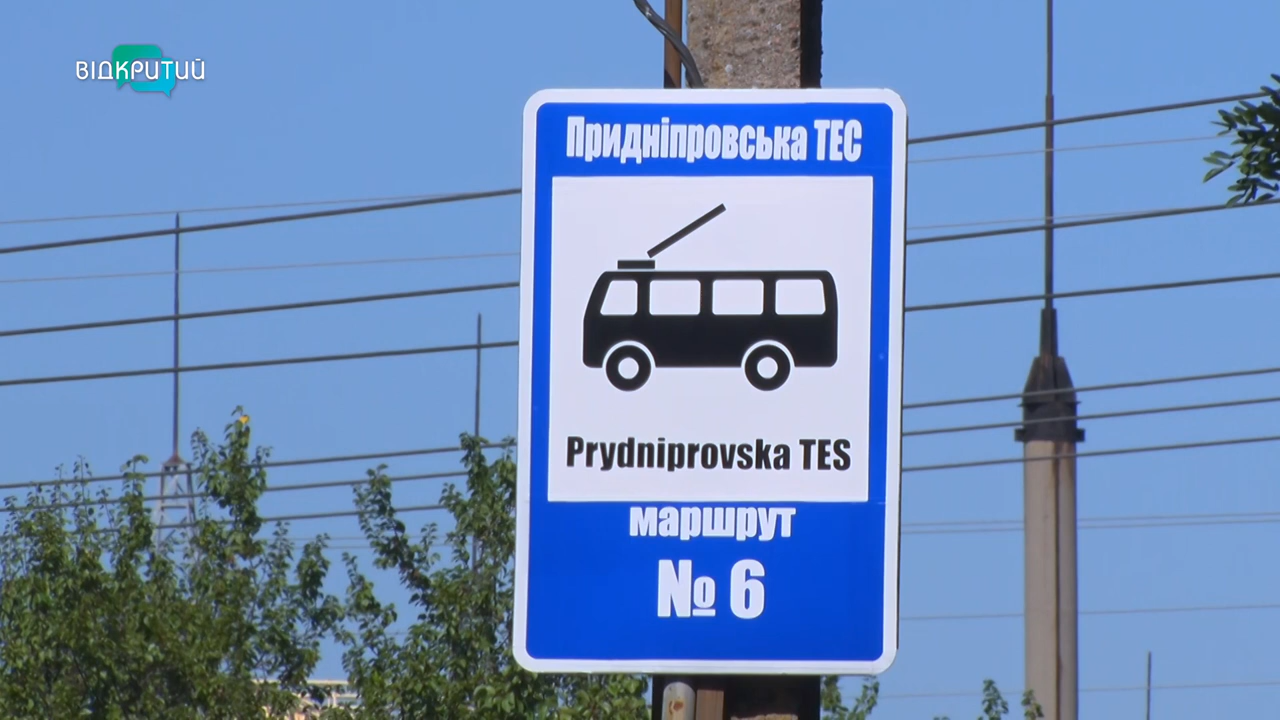 ВІДКРИТИЙ
Придніпровська ТЕС
Prydniprovska TES
маршрут
№ 6